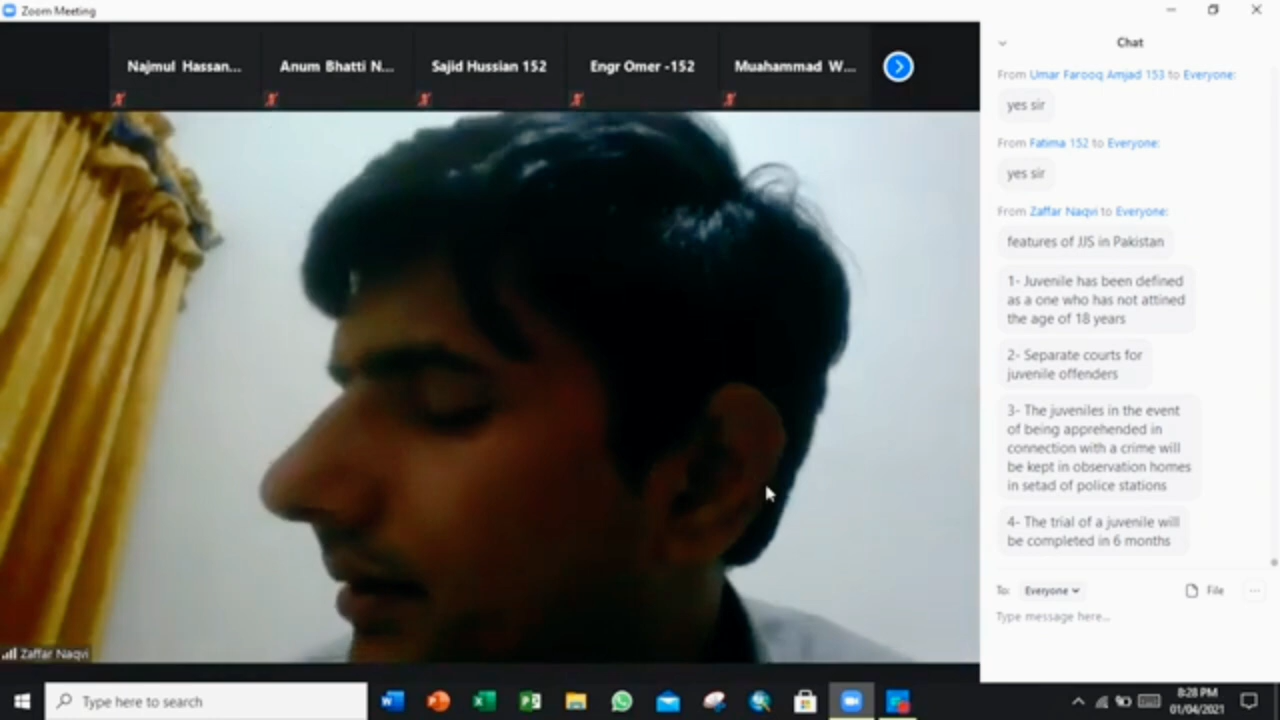 Zoom Meeting
Najmul Hassan...
Anum Bhatti N...
Sajid Hussian 152
Engr Omer -152
Muahammad W...
Chat
From Umar Farooq Amjad 153 to Everyone:
yes sir
From Fatima 152 to Everyone:
yes sir
From Zaffar Naqvi to Everyone:
features of JJS in Pakistan
1- Juvenile has been defined
as a one who has not attined
the age of 18 years
2- Separate courts for
juvenile offenders
3- The juveniles in the event
of being apprehended in
connection with a crime will
be kept in observation homes
in setad of police stations
4- The trial of a juvenile will
be completed in 6 months
To: Everyone
File
Type message here...
Zaffar Naqvi
Type here to search
8:28 PM
01/04/2021